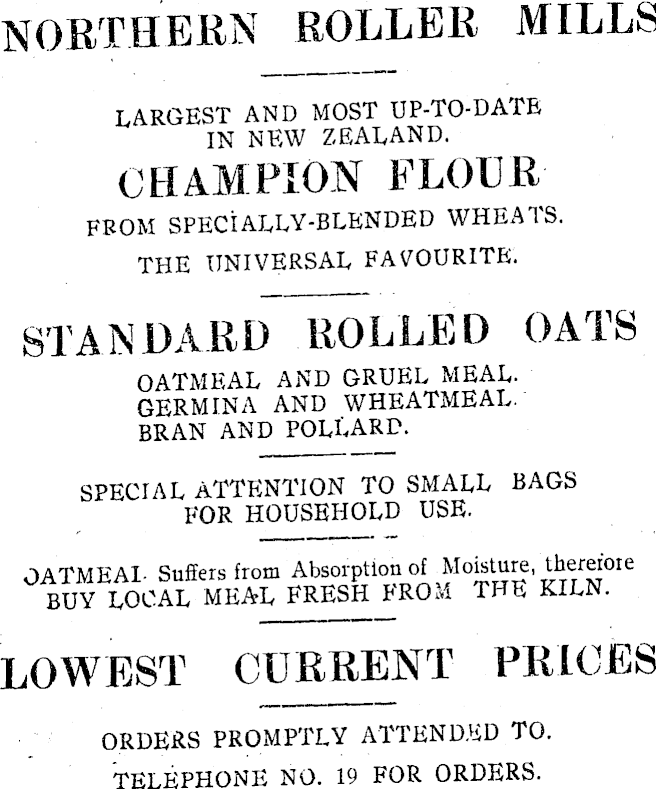 NORTHERN ROLLER MILLS
LARGEST AND MOST UP-TO-DATE
IN NEW ZEALAND.
CHAMPION FLOUR
FROM SPECIALLY-BLENDED WHEATS.
THE UNIVERSAL FAVOURITE.
STANDARD ROLLED OATS
OATMEAL AND GRUEL MEAL.
GERMINA AND WHEATMEAL.
BRAN AND POLLARD.
SPECIAL ATTENTION TO SMALL BAGS
FOR HOUSEHOLD USE.
OATMEAL Suffers from Absorption of Moisture, therefore
BUY LOCAL MEAL FRESH FROM THE KILN.
LOWEST CURRENT PRICES
ORDERS PROMPTLY ATTENDED TO.
TELEPHONE NO. 19 FOR ORDERS.